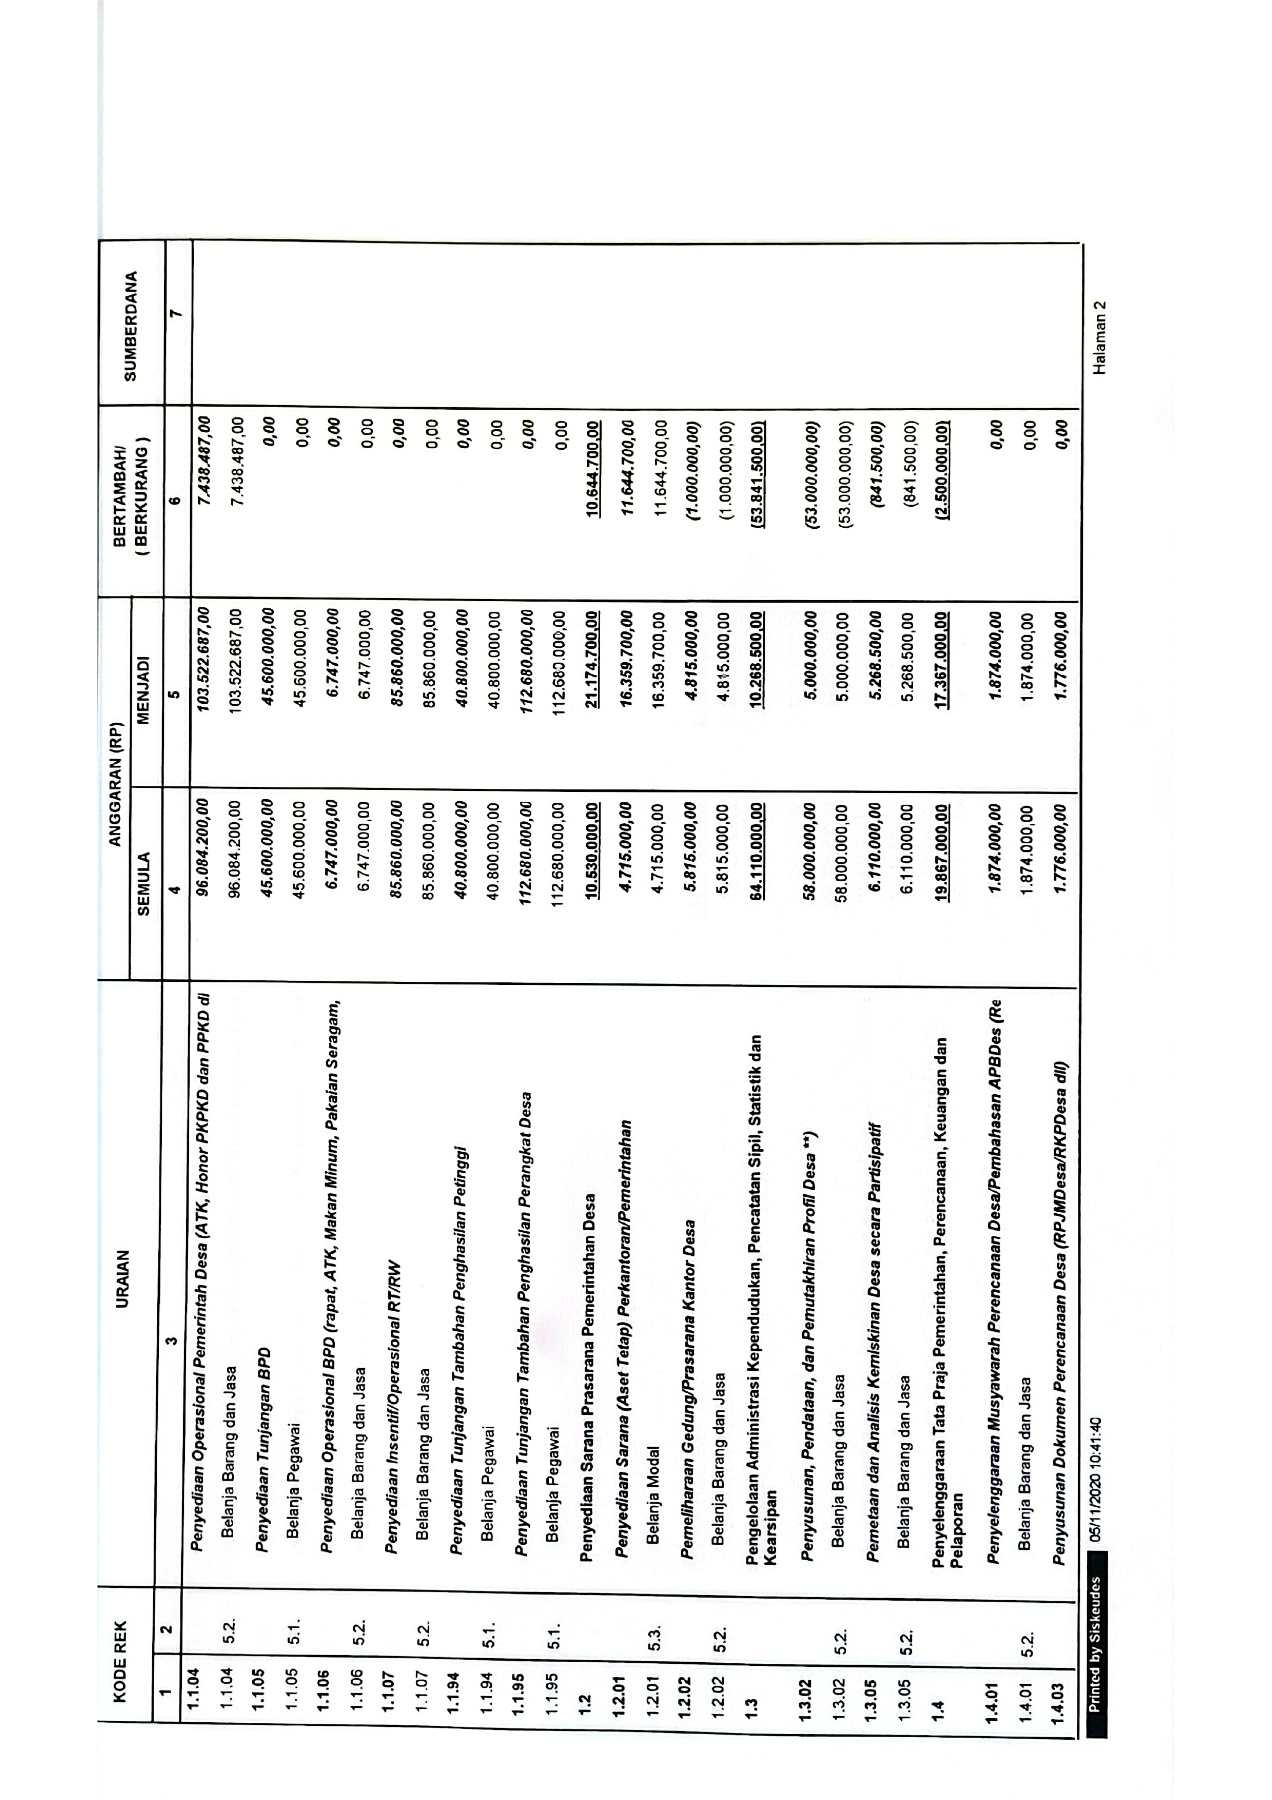 KODE REK URAIAN ANGGARAN (RP) BERTAMBAH/ SUMBERDANA
SEMULA MENJADI ( BERKURANG )
1 2 3 4 5 6 7
1.1.04 Penyediaan Operasional Pemerintah Desa (ATK, Honor PKPKD dan PPKD di 96.084.200,00 103.522.687,00 7.438.487,00
1.1.04 5.2. Belanja Barang dan Jasa 96.084.200,00 103.522.687,00 7.438.487,00
1.1.05 Penyediaan Tunjangan BPD 45.600.000,00 45.600.000,00 0,00
1.1.05 5.1. Belanja Pegawai 45.600.000,00 45.600.000,00 0,00
1.1.06 Penyediaan Operasional BPD (rapat, ATK, Makan Minum, Pakaian Seragam, 6.747.000,00 6.747.000,00 0,00
1.1.06 5.2. Belanja Barang dan Jasa 6.747.000,00 6.747.000,00 0,00
1.1.07 Penyediaan Insentif/Operasional RT/RW 85.860.000,00 85.860.000,00 0,00
1.1.07 5.2. Belanja Barang dan Jasa 85.860.000,00 85.860.000,00 0,00
1.1.94 Penyediaan Tunjangan Tambahan Penghasilan Petinggi 40.800.000,00 40.800.000,00 0,00
1.1.94 5.1. Belanja Pegawai 40.800.000,00 40.800.000,00 0,00
1.1.95 Penyediaan Tunjangan Tambahan Penghasilan Perangkat Desa 112.680.000,00 112.680.000,00 0,00
1.1.95 5.1. Belanja Pegawai 112.680.000,00 112.680.000,00 0,00
1.2 Penyediaan Sarana Prasarana Pemerintahan Desa 10.530.000,00 21.174.700,00 10.644.700,00
1.2.01 Penyediaan Sarana (Aset Tetap) Perkantoran/Pemerintahan 4.715.000,00 16.359.700,00 11.644.700,00
1.2.01 5.3. Belanja Modal 4.715.000,00 16.359.700,00 11.644.700,00
1.2.02 Pemeliharaan Gedung/Prasarana Kantor Desa 5.815.000,00 4.815.000,00 (1.000.000,00)
1.2.02 5.2. Belanja Barang dan Jasa 5.815.000,00 4.815.000,00 (1.000.000,00)
1.3 Pengelolaan Administrasi Kependudukan, Pencatatan Sipil, Statistik dan 64.110.000,00 10.268.500,00 (53.841.500,00)
Kearsipan
1.3.02 Penyusunan, Pendataan, dan Pemutakhiran Profil Desa **) 58.000.000,00 5.000.000,00 (53.000.000,00)
1.3.02 5.2. Belanja Barang dan Jasa 58.000.000,00 5.000.000,00 (53.000.000,00)
1.3.05 Pemetaan dan Analisis Kemiskinan Desa secara Partisipatif 6.110.000,00 5.268.500,00 (841.500,00)
1.3.05 5.2. Belanja Barang dan Jasa 6.110.000,00 5.268.500,00 (841.500,00)
1.4 Penyelenggaraan Tata Praja Pemerintahan, Perencanaan, Keuangan dan 19.867.000,00 17.367.000,00 (2.500.000,00)
Pelaporan
1.4.01 Penyelenggaraan Musyawarah Perencanaan Desa/Pembahasan APBDes (Re 1.874.000,00 1.874.000,00 0,00
1.4.01 5.2. Belanja Barang dan Jasa 1.874.000,00 1.874.000,00 0,00
1.4.03 Penyusunan Dokumen Perencanaan Desa (RPJMDesa/RKPDesa dll) 1.776.000,00 1.776.000,00 0,00
Printed by Siskeudes 05/11/2020 10:41:40 Halaman 2